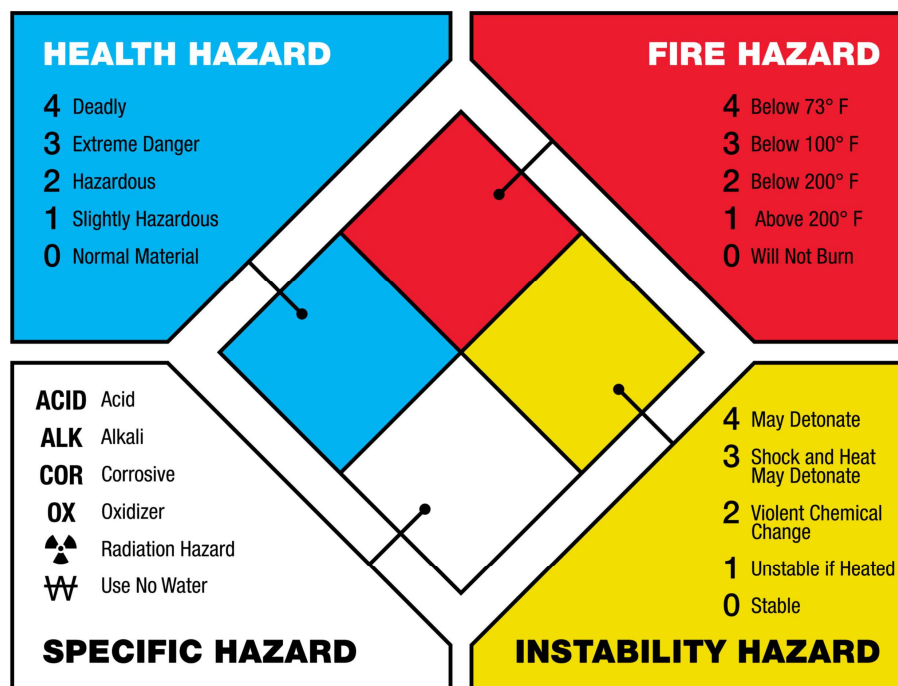 HEALTH HAZARD
4 Deadly
3 Extreme Danger
2 Hazardous
1 Slightly Hazardous
0 Normal Material
FIRE HAZARD
4 Below 73° F
3 Below 100° F
2 Below 200° F
1 Above 200° F
0 Will Not Burn
ACID Acid
ALK Alkali
COR Corrosive
OX Oxidizer
Radiation Hazard
W Use No Water
SPECIFIC HAZARD
4 May Detonate
3 Shock and Heat
May Detonate
2 Violent Chemical
Change
1 Unstable if Heated
0 Stable
INSTABILITY HAZARD